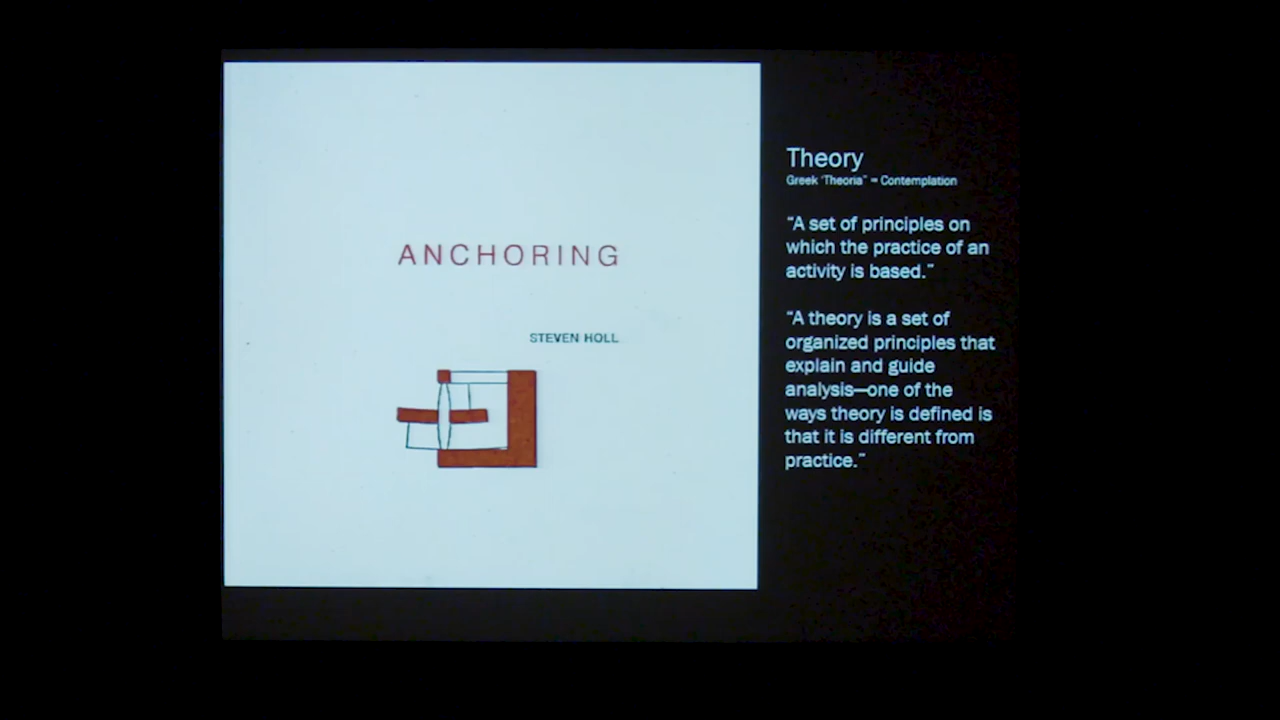 ANCHORING
STEVEN HOLL
Theory
Greek 'Theoria" = Contemplation
“A set of principles on
which the practice of an
activity is based.”
“A theory is a set of
organized principles that
explain and guide
analysis—one of the
ways theory is defined is
that it is different from
practice.”